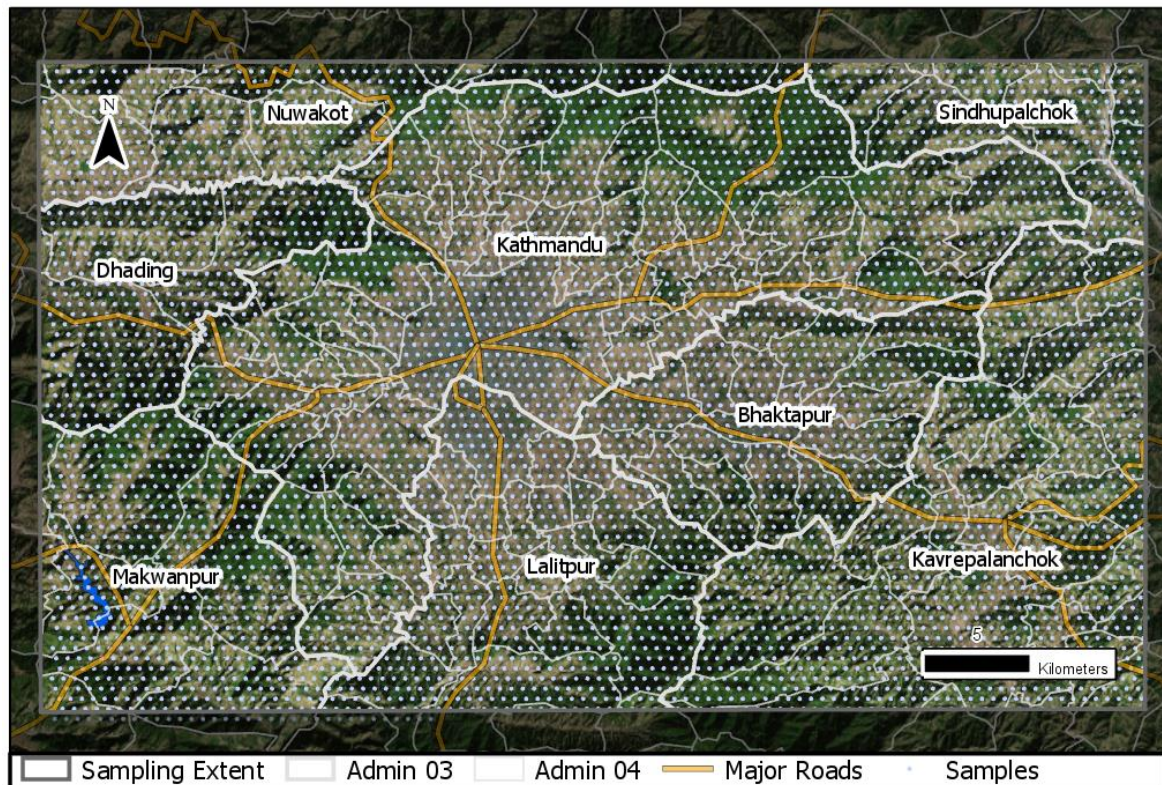 Nuwakot
Sindhupalchok
N
Kathmandu
Dhading
Bhaktapur
Kavrepalanchok
Lalitpur
Makwanpur
5
Kilometers
Sampling Extent
Admin 03
Admin 04
Major Roads
Samples